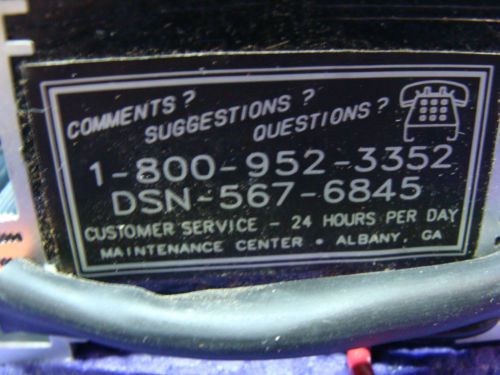 COMMENTS?
SUGGESTIONS?
QUESTIONS?
1-800-952-3352
DSN-567-6845
CUSTOMER SERVICE - 24 HOURS PER DAY
MAINTENANCE CENTER • ALBANY, GA